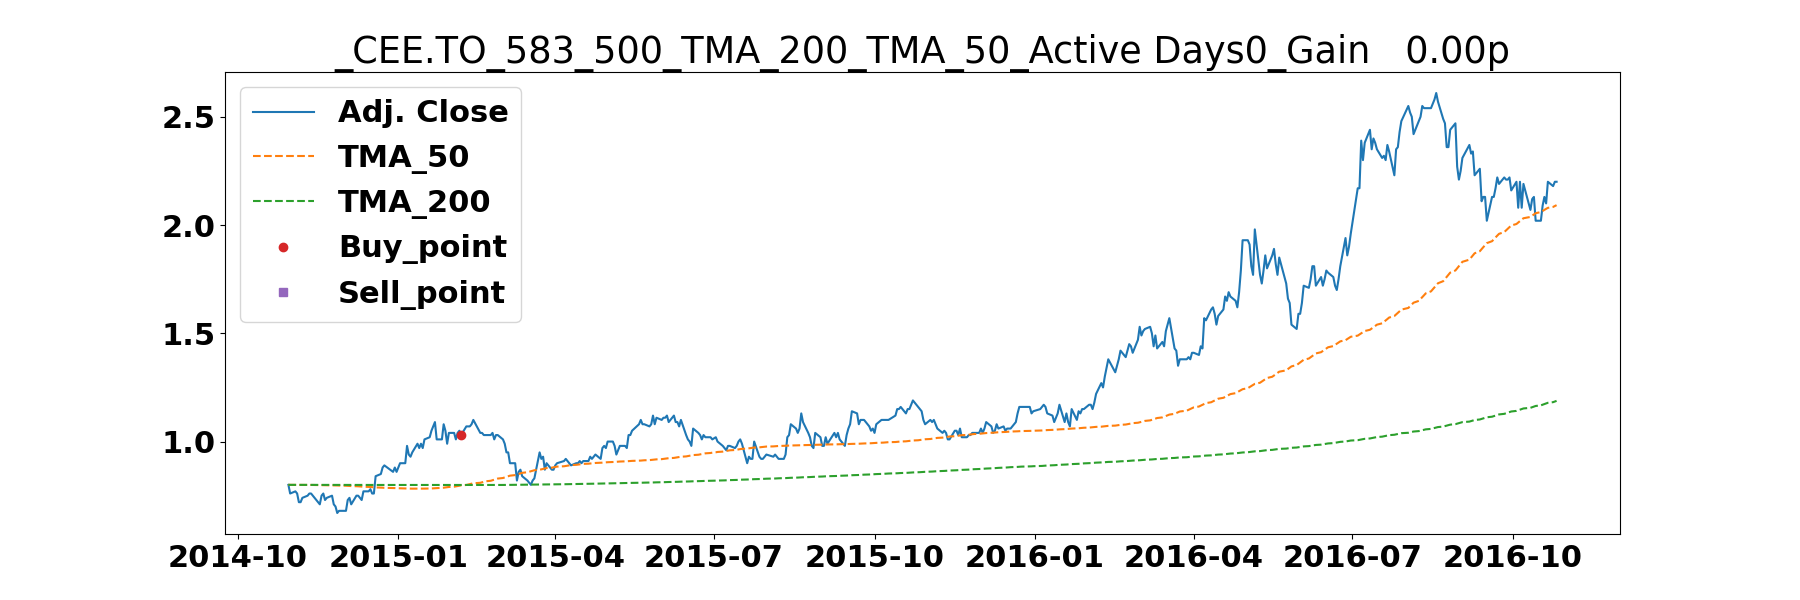 _CEE.TO_583_500_TMA_200_TMA_50_Active Days0_Gain   0.00p
Adj. Close
TMA_50
TMA_200
Buy_point
Sell_point
2.5
2.0
1.5
1.0
2014-10 2015-01 2015-04 2015-07 2015-10 2016-01 2016-04 2016-07 2016-10